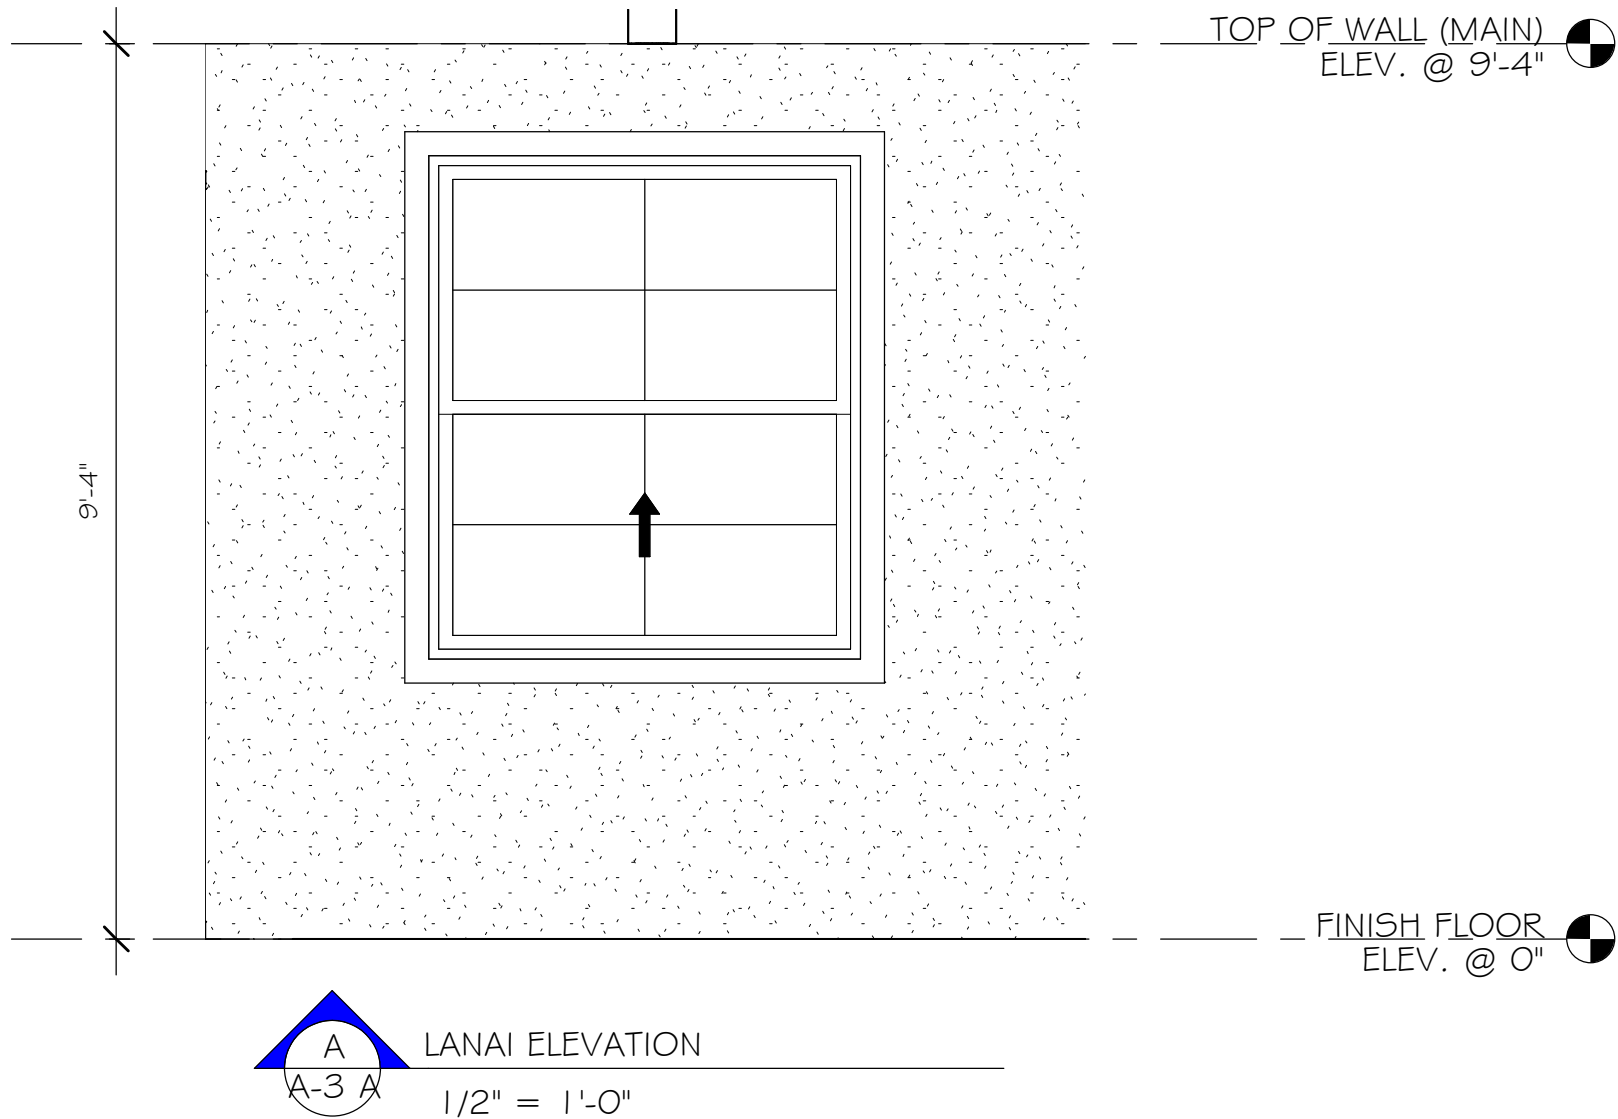 TOP OF WALL (MAIN)
ELEV. @ 9'-4"
9'-4"
FINISH FLOOR
ELEV. @ 0"
A
A-3 A
LANAI ELEVATION
1/2" = 1'-0"